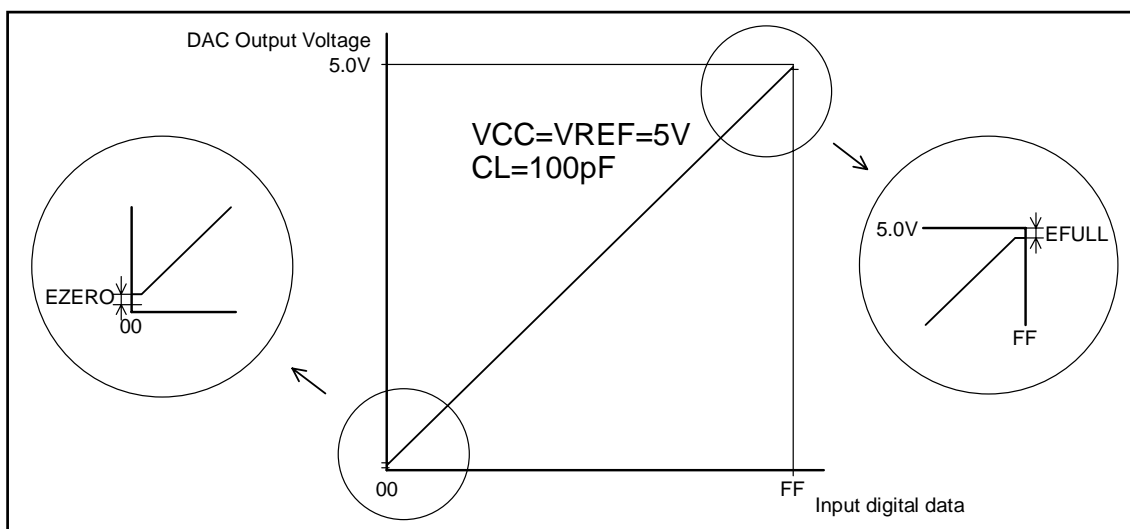 DAC Output Voltage
5.0V
VCC=VREF=5V
CL=100pF
5.0V
EFULL
FF
EZERO
00
00
FF
Input digital data